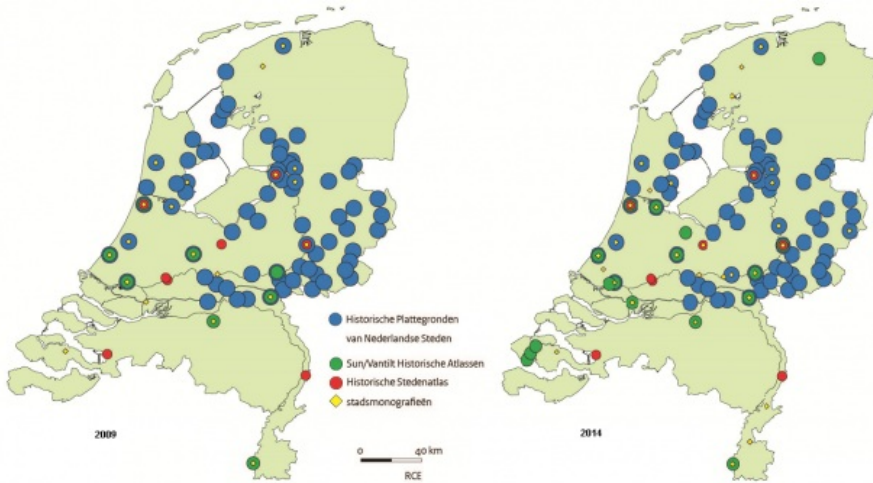 Historische Plattegronden
van Nederlandse Steden
Sun/Vantilt Historische Atlassen
Historische Stedenatlas
stadsmonografieën
2009
0 40 km
RCE
2014